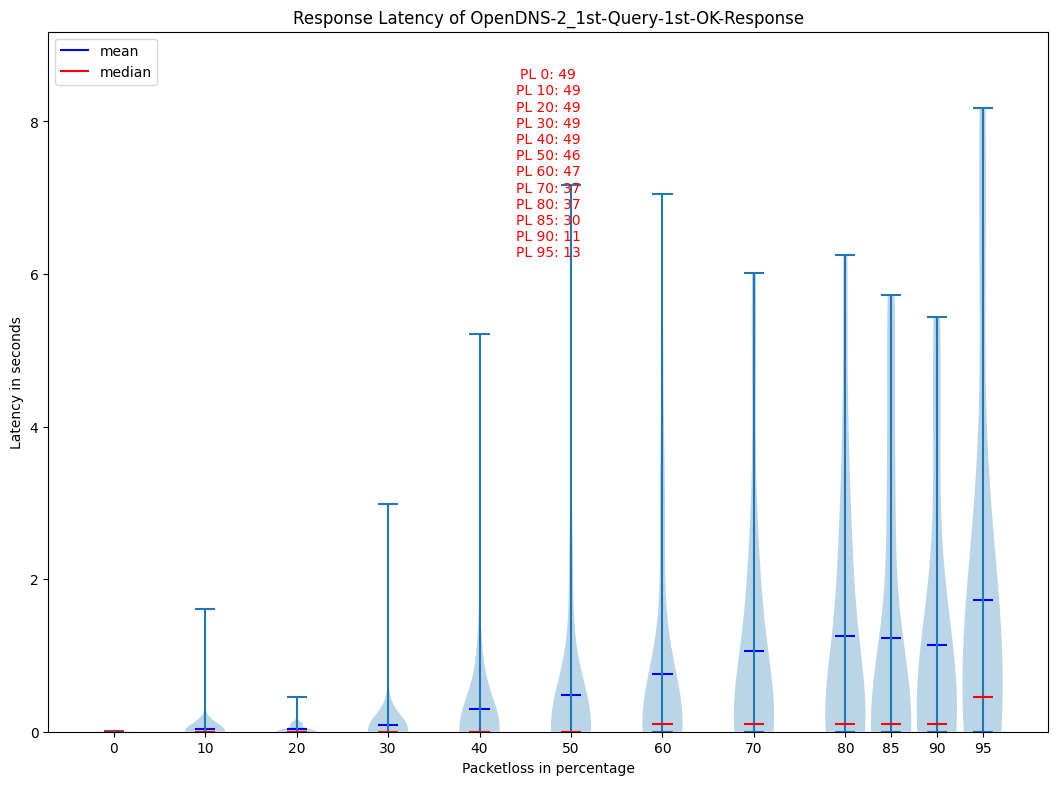 Response Latency of OpenDNS-2_1st-Query-1st-OK-Response
mean
median
PL 0: 49
PL 10: 49
PL 20: 49
PL 30: 49
PL 40: 49
PL 50: 46
PL 60: 47
PL 70: 37
PL 80: 37
PL 85: 30
PL 90: 11
PL 95: 13
Latency in seconds
8
6
4
2
0
0 10 20 30 40 50 60 70 80 85 90 95
Packetloss in percentage